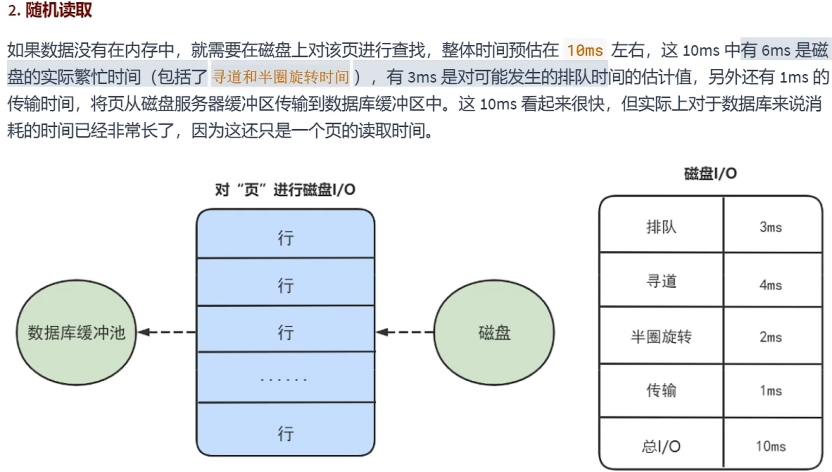 2. 随机读取
如果数据没有在内存中，就需要在磁盘上对该页进行查找，整体时间预估在 10ms 左右，这 10ms 中有 6ms 是磁
盘的实际繁忙时间（包括了 寻道和半圈旋转时间 ），有 3ms 是对可能发生的排队时间的估计值，另外还有 1ms 的
传输时间，将页从磁盘服务器缓冲区传输到数据库缓冲区中。这 10ms 看起来很快，但实际上对于数据库来说消
耗的时间已经非常长了，因为这还只是一个页的读取时间。
对“页”进行磁盘I/O
行
行
数据库缓冲池
行
磁盘
......
行
磁盘I/O
排队 3ms
寻道 4ms
半圈旋转 2ms
传输 1ms
总I/O 10ms